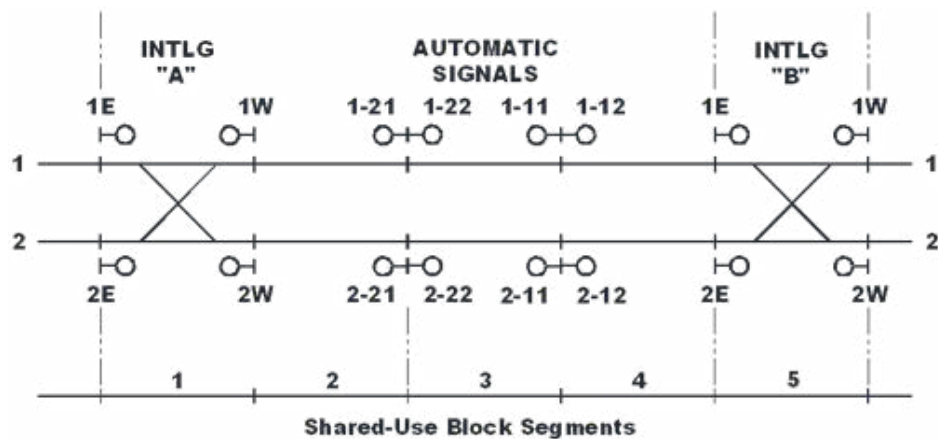 INTLG AUTOMATIC INTLG
"A" SIGNALS "B"
1E 1W 1-21 1-22 1-11 1-12 1E 1W
1 1
2 2
2E 2W 2-21 2-22 2-11 2-12 2E 2W
1 2 3 4 5
Shared-Use Block Segments